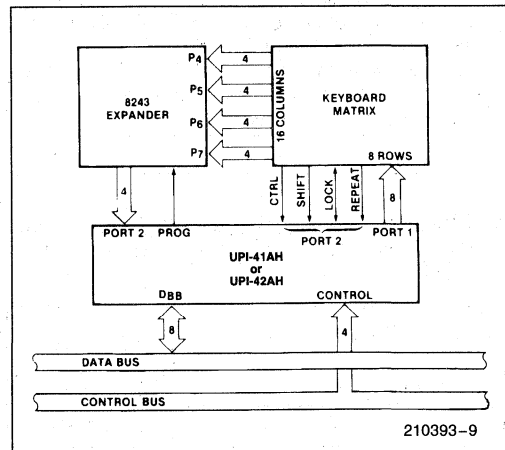 P4
4
8243
EXPANDER
P5
4
P6
4
P7
4
16 COLUMNS
KEYBOARD
MATRIX
8 ROWS
4
CTRL
SHIFT
LOCK
REPEAT
8
PORT 2
PROG
PORT 2
PORT 1
UPI-41AH
or
UPI-42AH
DBB
CONTROL
8
4
DATA BUS
CONTROL BUS
210393-9